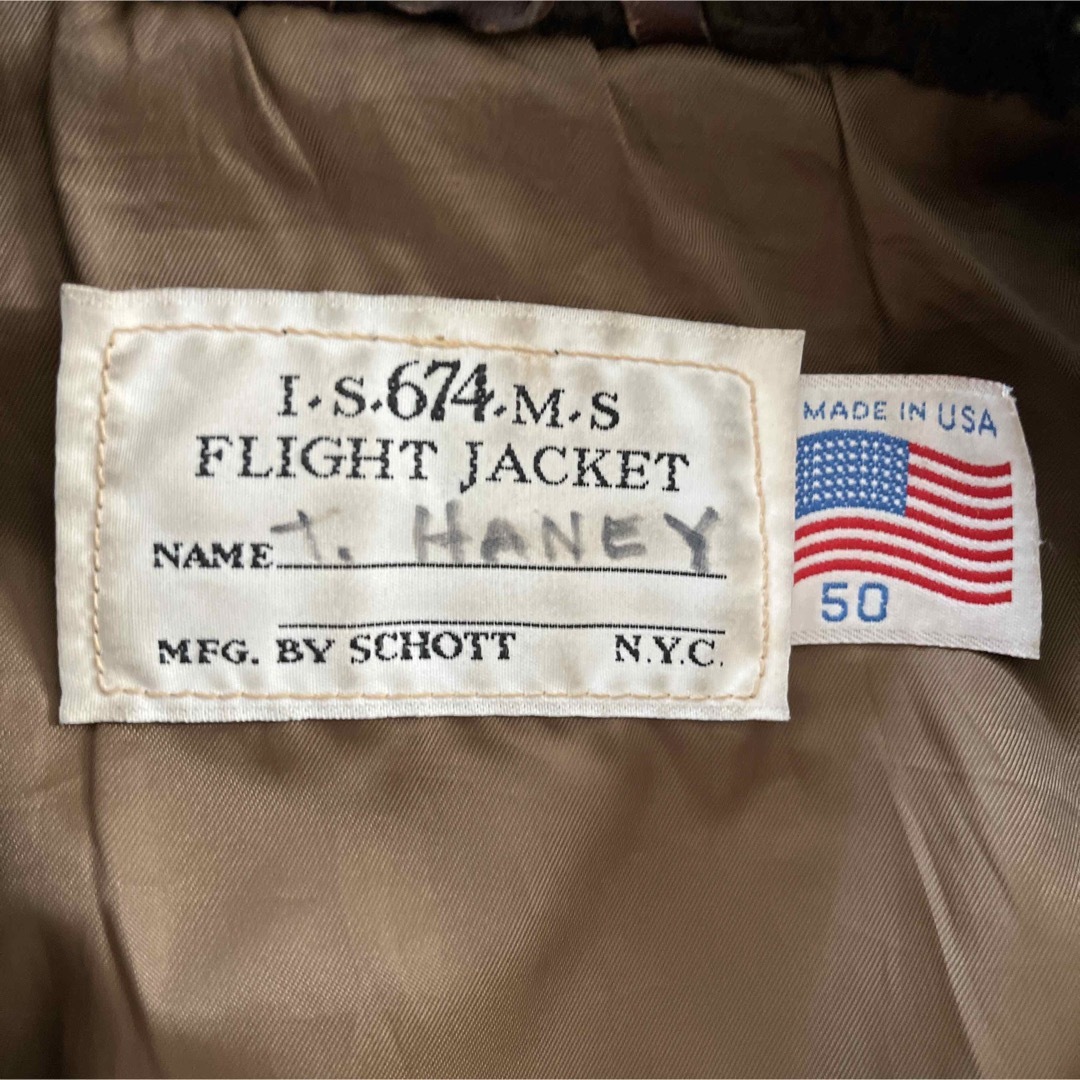 I.S.674.M.S
FLIGHT JACKET
NAME T. HANEY
MFG. BY SCHOTT N.Y.C.
MADE IN USA
50